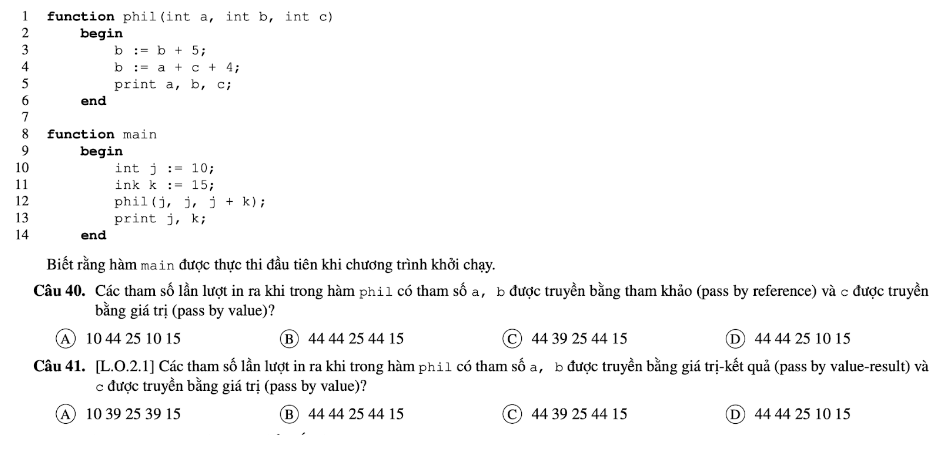 1 function phil(int a, int b, int c)
2 begin
3 b := b + 5;
4 b := a + c + 4;
5 print a, b, c;
6 end
7
8 function main
9 begin
10 int j := 10;
11 ink k := 15;
12 phil(j, j, j + k);
13 print j, k;
14 end
Biết rằng hàm main được thực thi đầu tiên khi chương trình khởi chạy.
Câu 40. Các tham số lần lượt in ra khi trong hàm phil có tham số a, b được truyền bằng tham khảo (pass by reference) và c được truyền
bằng giá trị (pass by value)?
A 10 44 25 10 15 B 44 44 25 44 15 C 44 39 25 44 15 D 44 44 25 10 15
Câu 41. [L.O.2.1] Các tham số lần lượt in ra khi trong hàm phil có tham số a, b được truyền bằng giá trị-kết quả (pass by value-result) và
c được truyền bằng giá trị (pass by value)?
A 10 39 25 39 15 B 44 44 25 44 15 C 44 39 25 44 15 D 44 44 25 10 15